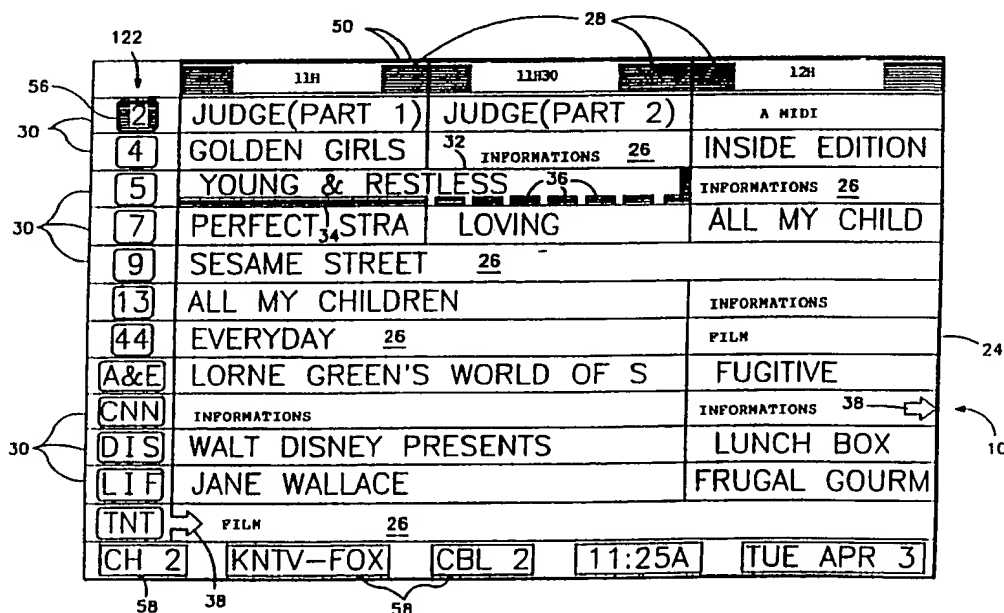 50 28
122
11H 11H30 12H
56
2 JUDGE(PART 1) JUDGE(PART 2) A MIDI
30
4 GOLDEN GIRLS 32 INFORMATIONS 26 INSIDE EDITION
5 YOUNG & RESTLESS 36 INFORMATIONS 26
30
7 PERFECT STRA LOVING ALL MY CHILD
34
9 SESAME STREET 26
13 ALL MY CHILDREN INFORMATIONS
44 EVERYDAY 26 FILM
24
A&E LORNE GREEN'S WORLD OF S FUGITIVE
CNN INFORMATIONS INFORMATIONS 38
30 10
DIS WALT DISNEY PRESENTS LUNCH BOX
LIF JANE WALLACE FRUGAL GOURM
TNT FILM 26
CH 2 KNTV-FOX CBL 2 11:25A TUE APR 3
58 38 58